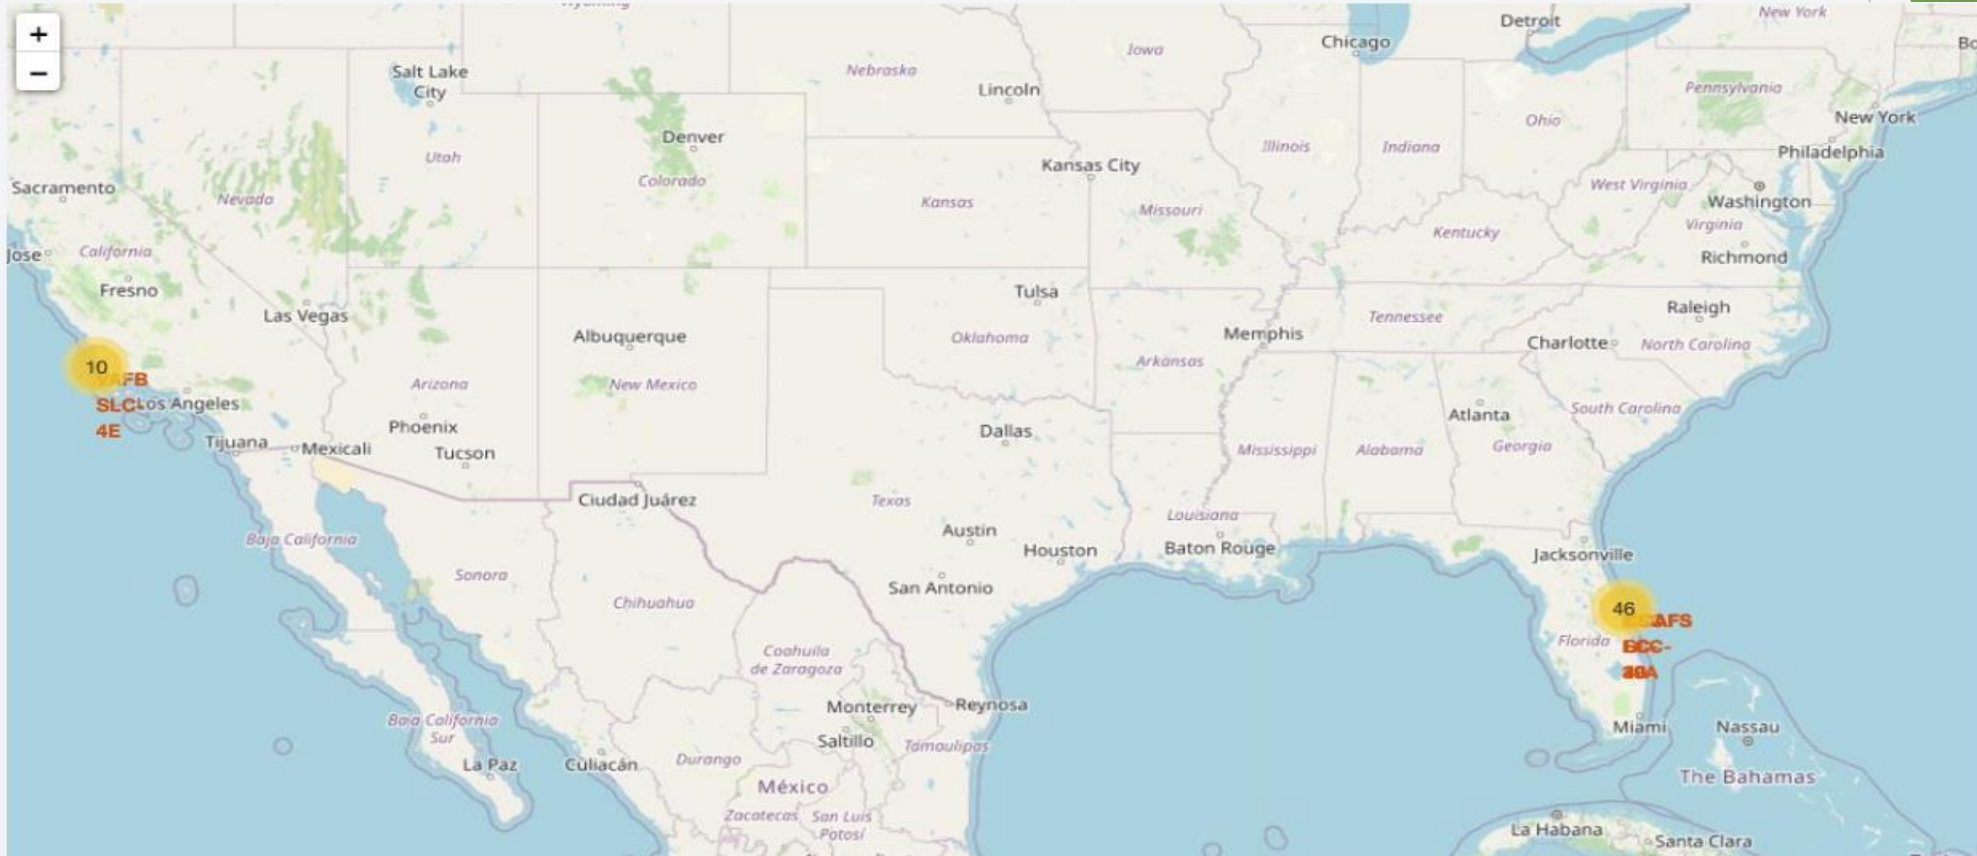 +
−
Wyoming
Detroit
New York
Chicago
Iowa
Salt Lake
City
Nebraska
Lincoln
Pennsylvania
New York
Ohio
Denver
Illinois
Indiana
Philadelphia
Utah
Kansas City
Colorado
Sacramento
West Virginia
Nevada
Kansas
Missouri
Washington
Virginia
Kentucky
California
Jose
Richmond
Fresno
Tulsa
Las Vegas
Raleigh
Tennessee
Albuquerque
Oklahoma
Memphis
Charlotte
North Carolina
Arkansas
10
VAFB
SLC-
4E
Los Angeles
Arizona
New Mexico
Atlanta
South Carolina
Phoenix
Dallas
Tijuana
Mexicali
Tucson
Mississippi
Alabama
Georgia
Ciudad Juárez
Texas
Louisiana
Austin
Baja California
Houston
Baton Rouge
Jacksonville
Sonora
San Antonio
Chihuahua
46
Florida
Coahuila
de Zaragoza
Monterrey
Reynosa
Baja California
Sur
Saltillo
Tamaulipas
Miami
Nassau
La Paz
Culiacán
Durango
México
The Bahamas
Zacatecas
San Luis
Potosí
La Habana
Santa Clara